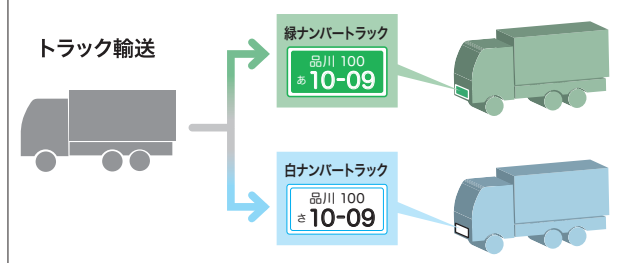 トラック輸送
緑ナンバートラック
品川 100
あ 10-09
白ナンバートラック
品川 100
さ 10-09